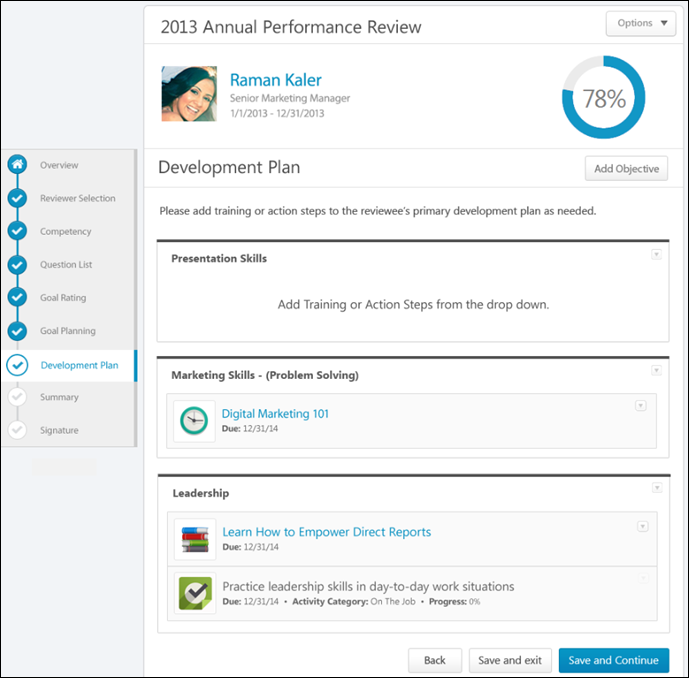 2013 Annual Performance Review
Options
Raman Kaler
Senior Marketing Manager
1/1/2013 - 12/31/2013
78%
Overview
Reviewer Selection
Competency
Question List
Goal Rating
Goal Planning
Development Plan
Summary
Signature
Development Plan
Add Objective
Please add training or action steps to the reviewee's primary development plan as needed.
Presentation Skills
Add Training or Action Steps from the drop down.
Marketing Skills - (Problem Solving)
Digital Marketing 101
Due: 12/31/14
Leadership
Learn How to Empower Direct Reports
Due: 12/31/14
Practice leadership skills in day-to-day work situations
Due: 12/31/14 • Activity Category: On The Job • Progress: 0%
Back
Save and exit
Save and Continue